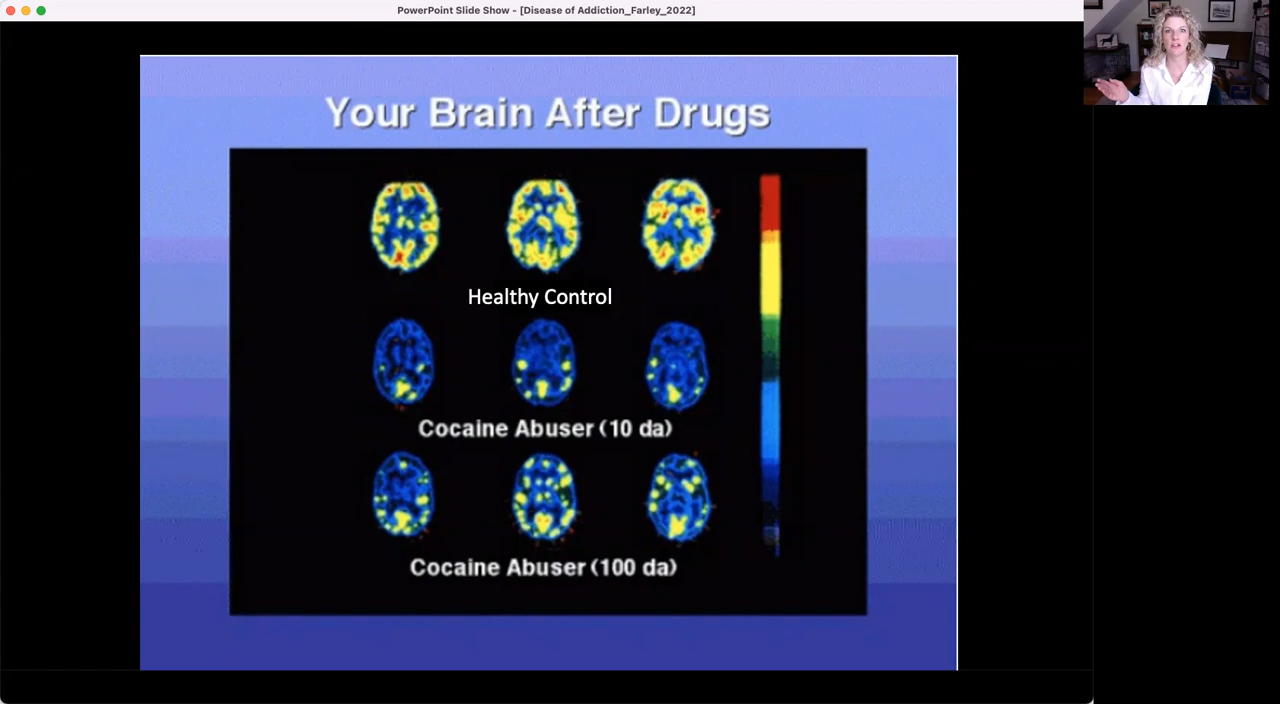 PowerPoint Slide Show - [Disease of Addiction_Farley_2022]
Your Brain After Drugs
Healthy Control
Cocaine Abuser (10 da)
Cocaine Abuser (100 da)